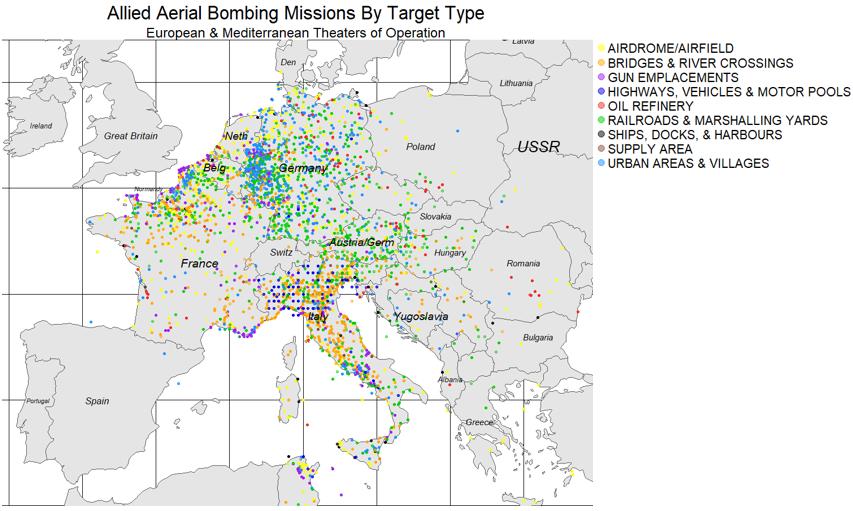 Allied Aerial Bombing Missions By Target Type
European & Mediterranean Theaters of Operation
AIRDROME/AIRFIELD
BRIDGES & RIVER CROSSINGS
GUN EMPLACEMENTS
HIGHWAYS, VEHICLES & MOTOR POOLS
OIL REFINERY
RAILROADS & MARSHALLING YARDS
SHIPS, DOCKS, & HARBOURS
SUPPLY AREA
URBAN AREAS & VILLAGES
Latvia
Den
Lithuania
Ireland
Great Britain
Neth
Poland
USSR
Belg
Germany
Normandy
Slovakia
Austria/Germ
France
Switz
Hungary
Romania
Italy
Yugoslavia
Bulgaria
Albania
Portugal
Spain
Greece